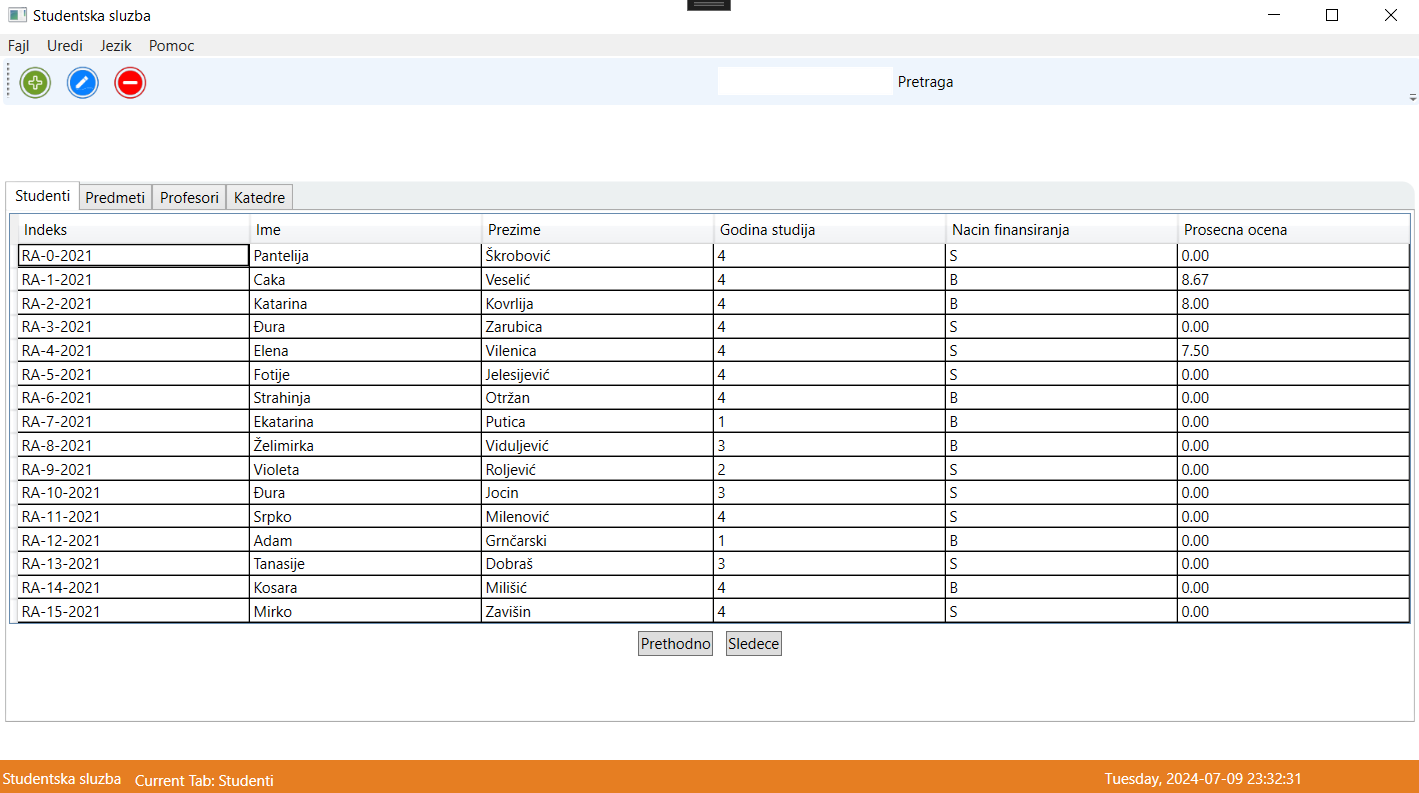 Studentska sluzba
Fajl Uredi Jezik Pomoc
Pretraga
Studenti Predmeti Profesori Katedre
Indeks Ime Prezime Godina studija Nacin finansiranja Prosecna ocena
RA-0-2021 Pantelija Škrobović 4 S 0.00
RA-1-2021 Caka Veselić 4 B 8.67
RA-2-2021 Katarina Kovrlija 4 B 8.00
RA-3-2021 Đura Zarubica 4 S 0.00
RA-4-2021 Elena Vilenica 4 S 7.50
RA-5-2021 Fotije Jelesijević 4 S 0.00
RA-6-2021 Strahinja Otržan 4 B 0.00
RA-7-2021 Ekatarina Putica 1 B 0.00
RA-8-2021 Želimirka Viduljević 3 B 0.00
RA-9-2021 Violeta Roljević 2 S 0.00
RA-10-2021 Đura Jocin 3 S 0.00
RA-11-2021 Srpko Milenović 4 S 0.00
RA-12-2021 Adam Grnčarski 1 B 0.00
RA-13-2021 Tanasije Dobraš 3 S 0.00
RA-14-2021 Kosara Milišić 4 B 0.00
RA-15-2021 Mirko Zavišin 4 S 0.00
Prethodno Sledece
Studentska sluzba Current Tab: Studenti Tuesday, 2024-07-09 23:32:31